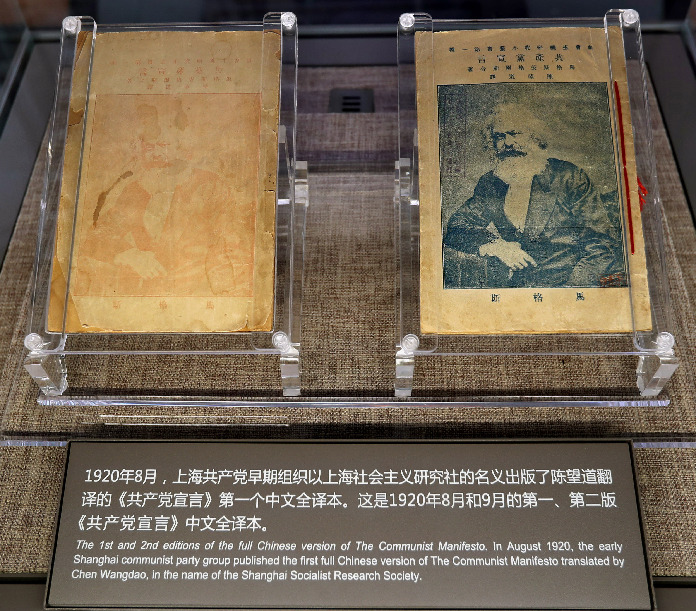 共產黨宣言
馬格斯
1920年8月，上海共产党早期组织以上海社会主义研究社的名义出版了陈望道翻
译的《共产党宣言》第一个中文全译本。这是1920年8月和9月的第一、第二版
《共产党宣言》中文全译本。
The 1st and 2nd editions of the full Chinese version of The Communist Manifesto. In August 1920, the early
Shanghai communist party group published the first full Chinese version of The Communist Manifesto translated by
Chen Wangdao, in the name of the Shanghai Socialist Research Society.